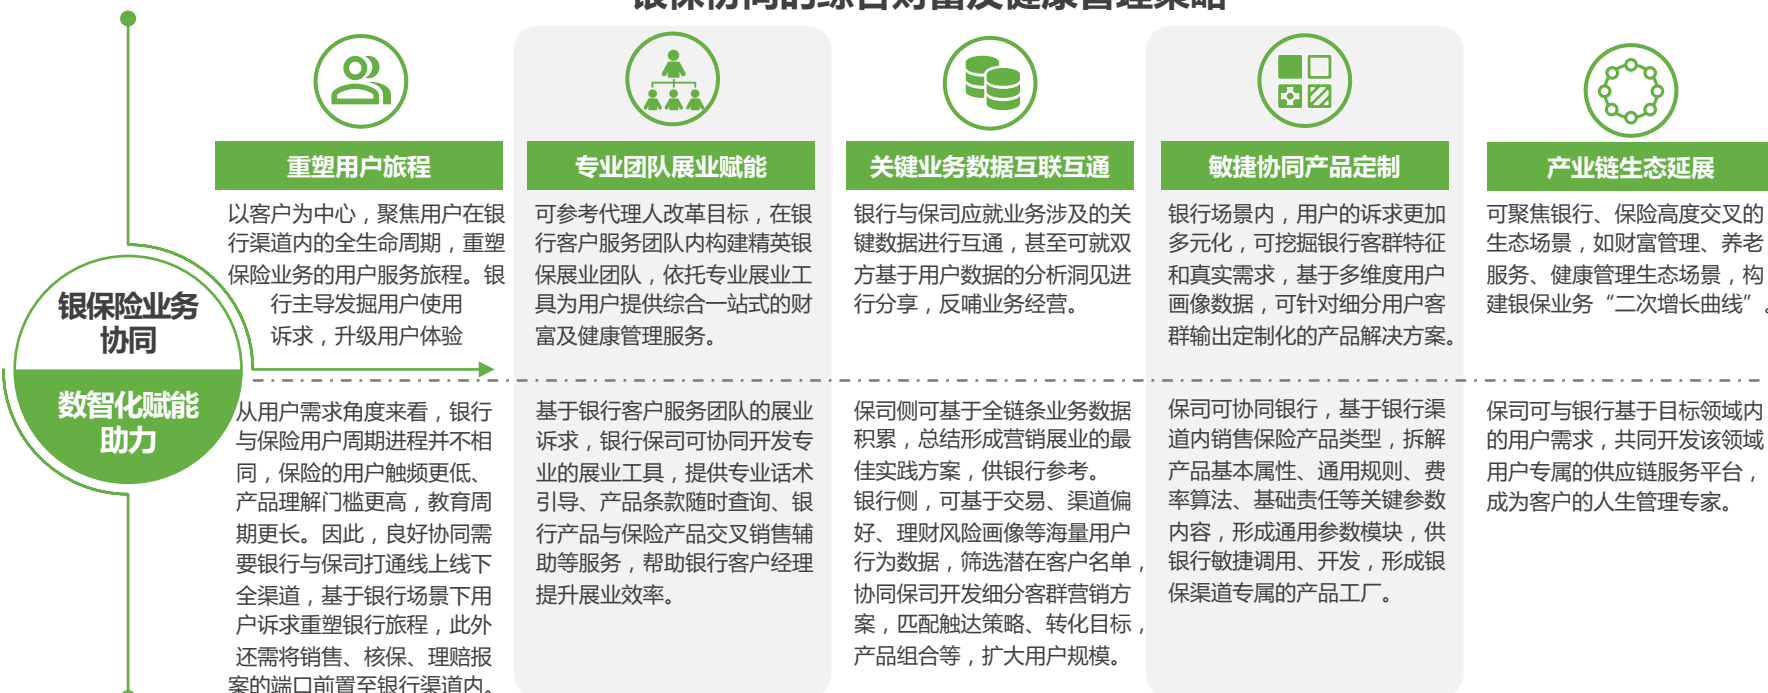 银保协同的综合财富及健康管理策略
重塑用户旅程
专业团队展业赋能
关键业务数据互联互通
敏捷协同产品定制
产业链生态延展
银保险业务
协同
以客户为中心，聚焦用户在银
行渠道内的全生命周期，重塑
保险业务的用户服务旅程。银
行主导发掘用户使用
诉求，升级用户体验
可参考代理人改革目标，在银
行客户服务团队内构建精英银
保展业团队，依托专业展业工
具为用户提供综合一站式的财
富及健康管理服务。
银行与保司应就业务涉及的关
键数据进行互通，甚至可就双
方基于用户数据的分析洞见进
行分享，反哺业务经营。
银行场景内，用户的诉求更加
多元化，可挖掘银行客群特征
和真实需求，基于多维度用户
画像数据，可针对细分用户客
群输出定制化的产品解决方案。
可聚焦银行、保险高度交叉的
生态场景，如财富管理、养老
服务、健康管理生态场景，构
建银保业务“二次增长曲线”。
数智化赋能
助力
从用户需求角度来看，银行
与保险用户周期进程并不相
同，保险的用户触频更低、
产品理解门槛更高，教育周
期更长。因此，良好协同需
要银行与保司打通线上线下
全渠道，基于银行场景下用
户诉求重塑银行旅程，此外
还需将销售、核保、理赔报
案的端口前置至银行渠道内。
基于银行客户服务团队的展业
诉求，银行保司可协同开发专
业的展业工具，提供专业话术
引导、产品条款随时查询、银
行产品与保险产品交叉销售辅
助等服务，帮助银行客户经理
提升展业效率。
保司侧可基于全链条业务数据
积累，总结形成营销展业的最
佳实践方案，供银行参考。
银行侧，可基于交易、渠道偏
好、理财风险画像等海量用户
行为数据，筛选潜在客户名单，
协同保司开发细分客群营销方
案，匹配触达策略、转化目标，
产品组合等，扩大用户规模。
保司可协同银行，基于银行渠
道内销售保险产品类型，拆解
产品基本属性、通用规则、费
率算法、基础责任等关键参数
内容，形成通用参数模块，供
银行敏捷调用、开发，形成银
保渠道专属的产品工厂。
保司可与银行基于目标领域内
的用户需求，共同开发该领域
用户专属的供应链服务平台，
成为客户的人生管理专家。